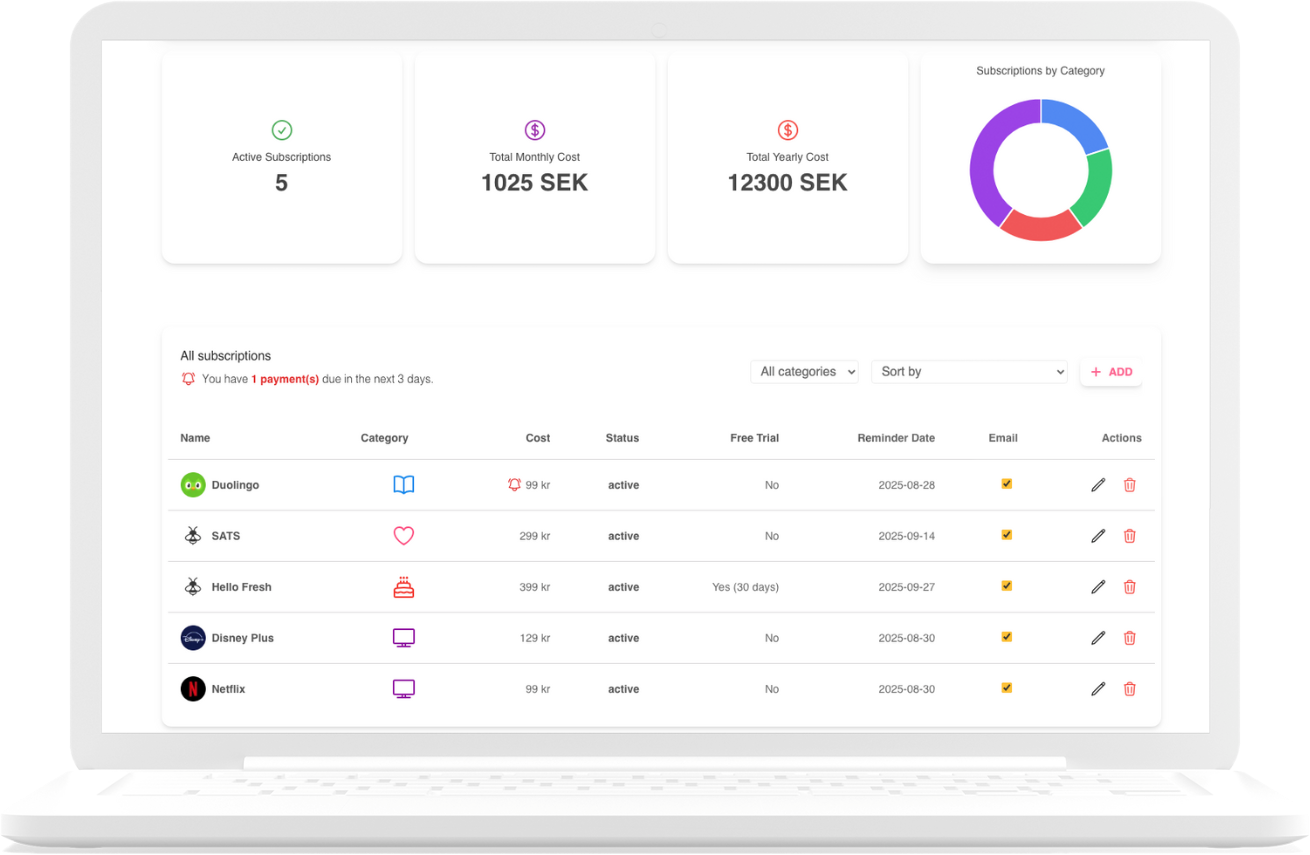 Active Subscriptions
5
Total Monthly Cost
1025 SEK
Total Yearly Cost
12300 SEK
Subscriptions by Category
All subscriptions
You have 1 payment(s) due in the next 3 days.
All categories
Sort by
+ ADD
Name Category Cost Status Free Trial Reminder Date Email Actions
Duolingo 99 kr active No 2025-08-28
SATS 299 kr active No 2025-09-14
Hello Fresh 399 kr active Yes (30 days) 2025-09-27
Disney+ Disney Plus 129 kr active No 2025-08-30
N Netflix 99 kr active No 2025-08-30